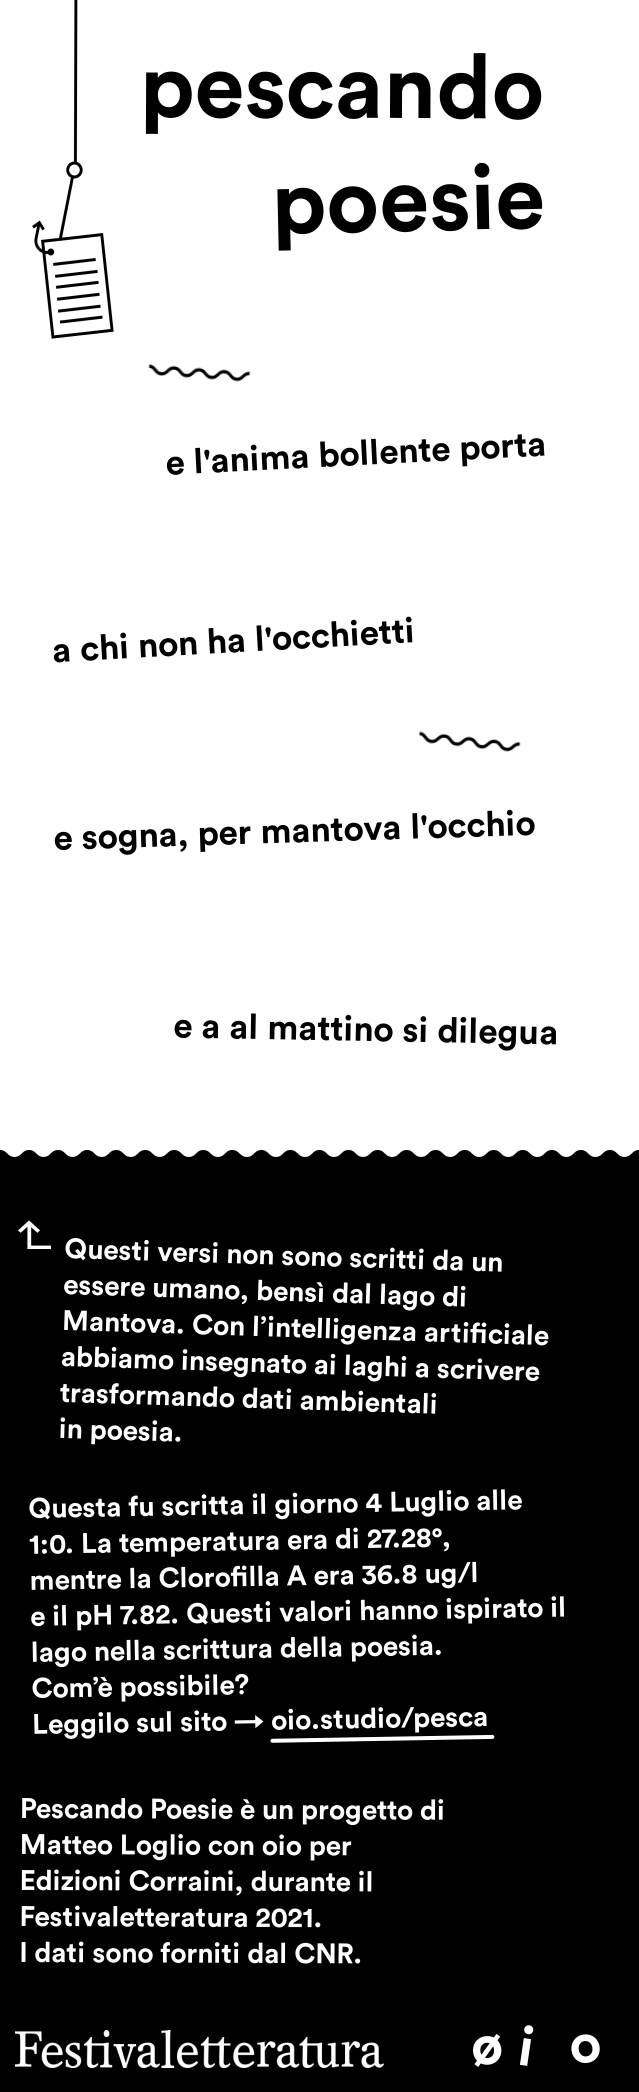 pescando
poesie
e l'anima bollente porta
a chi non ha l'occhietti
e sogna, per mantova l'occhio
e a al mattino si dilegua
Questi versi non sono scritti da un
essere umano, bensì dal lago di
Mantova. Con l’intelligenza artificiale
abbiamo insegnato ai laghi a scrivere
trasformando dati ambientali
in poesia.
Questa fu scritta il giorno 4 Luglio alle
1:0. La temperatura era di 27.28°,
mentre la Clorofilla A era 36.8 ug/l
e il pH 7.82. Questi valori hanno ispirato il
lago nella scrittura della poesia.
Com’è possibile?
Leggilo sul sito → oio.studio/pesca
Pescando Poesie è un progetto di
Matteo Loglio con oio per
Edizioni Corraini, durante il
Festivaletteratura 2021.
I dati sono forniti dal CNR.
Festivaletteratura øio